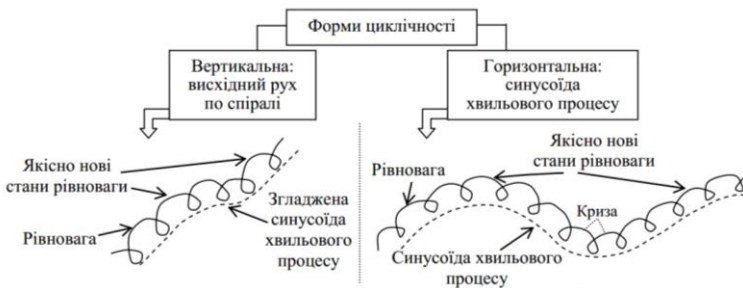 Форми циклічності
Вертикальна:
висхідний рух
по спіралі
Горизонтальна:
синусоїда
хвильового процесу
Якісно нові
стани рівноваги
Рівновага
Згладжена
синусоїда
хвильового
процесу
Рівновага
Якісно нові
стани рівноваги
Криза
Синусоїда хвильового
процесу